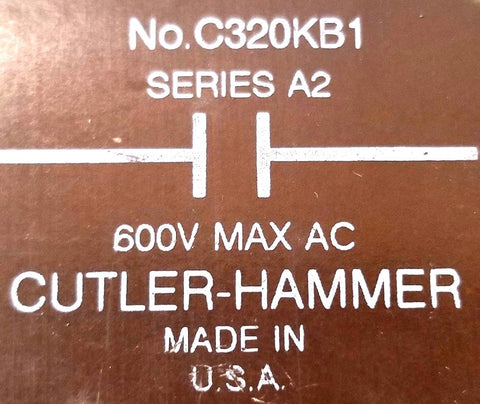 No.C320KB1
SERIES A2
600V MAX AC
CUTLER-HAMMER
MADE IN
U.S.A.